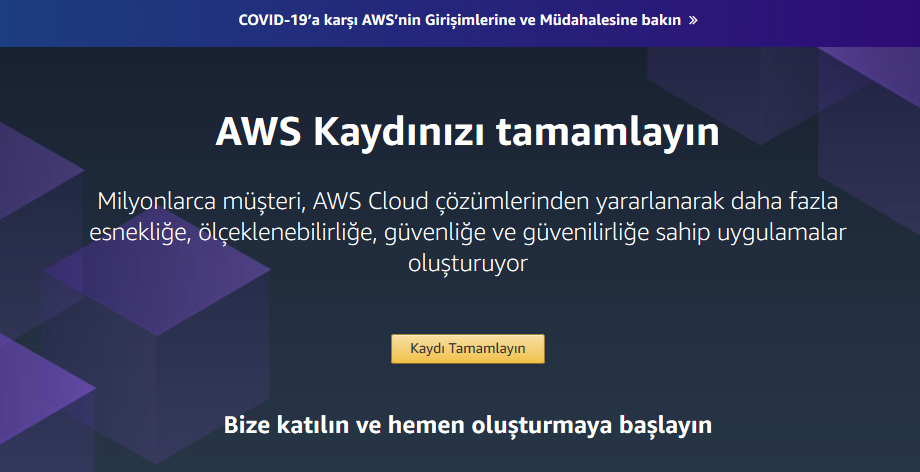 COVID-19’a karşı AWS’nin Girişimlerine ve Müdahalesine bakın »
AWS Kaydınızı tamamlayın
Milyonlarca müşteri, AWS Cloud çözümlerinden yararlanarak daha fazla
esnekliğe, ölçeklenebilirliğe, güvenliğe ve güvenilirliğe sahip uygulamalar
oluşturuyor
Kaydı Tamamlayın
Bize katılın ve hemen oluşturmaya başlayın